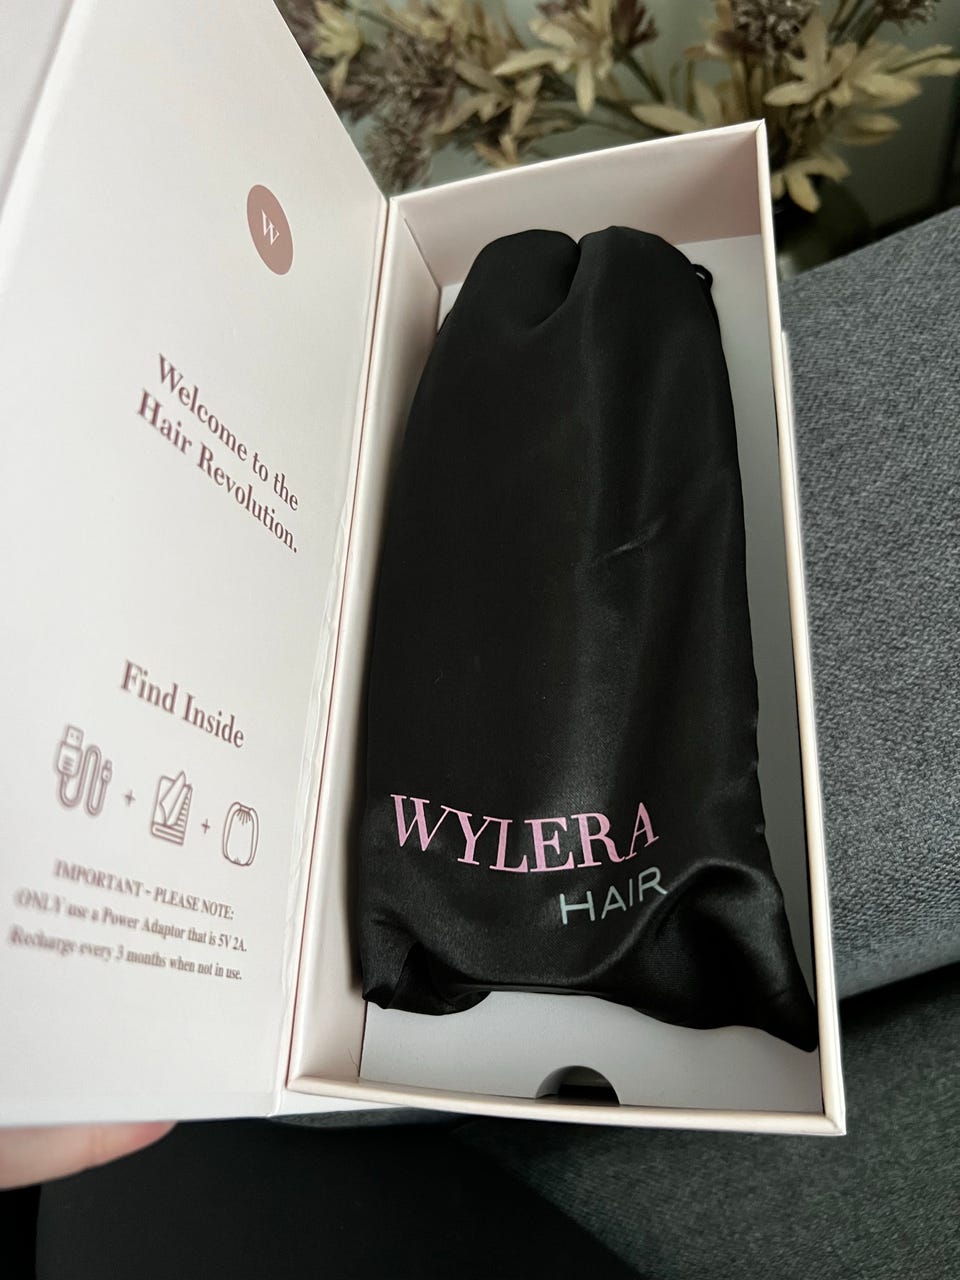 W
Welcome to the
Hair Revolution.
Find Inside
IMPORTANT - PLEASE NOTE:
ONLY use a Power Adaptor that is 5V 2A.
Recharge every 3 months when not in use.
WYLERA
HAIR